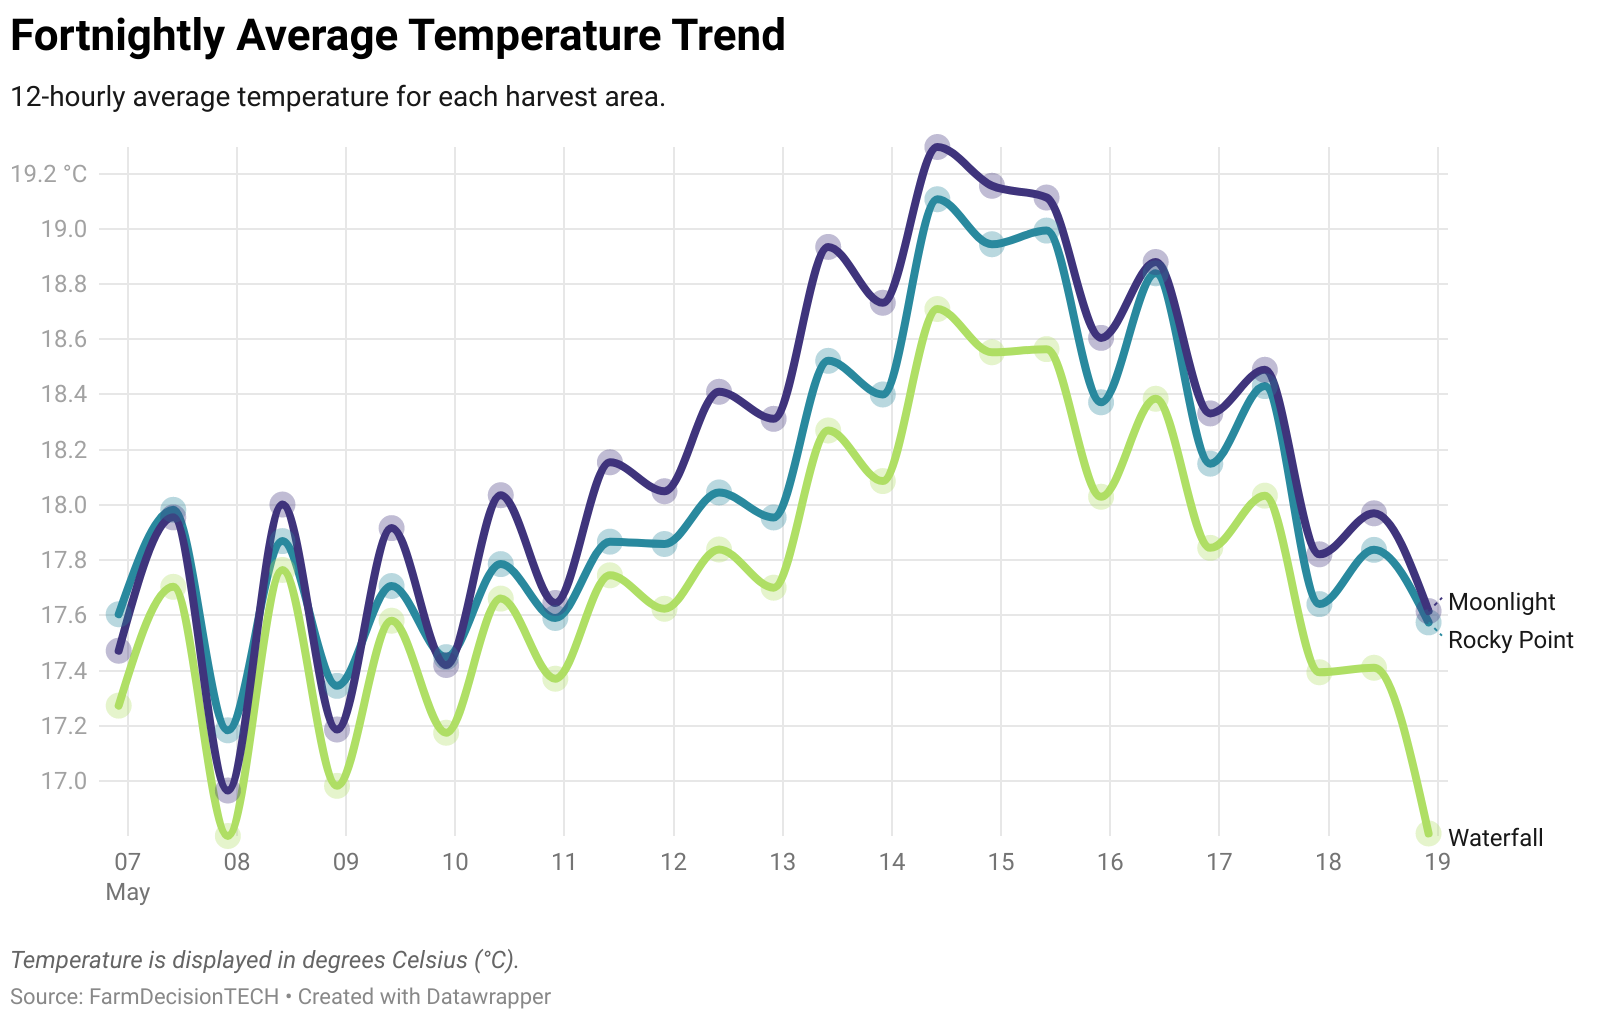 Fortnightly Average Temperature Trend
12-hourly average temperature for each harvest area.
19.2 °C
19.0
18.8
18.6
18.4
18.2
18.0
17.8
17.6
17.4
17.2
17.0
Moonlight
Rocky Point
Waterfall
07 08 09 10 11 12 13 14 15 16 17 18 19
May
Temperature is displayed in degrees Celsius (°C).
Source: FarmDecisionTECH • Created with Datawrapper